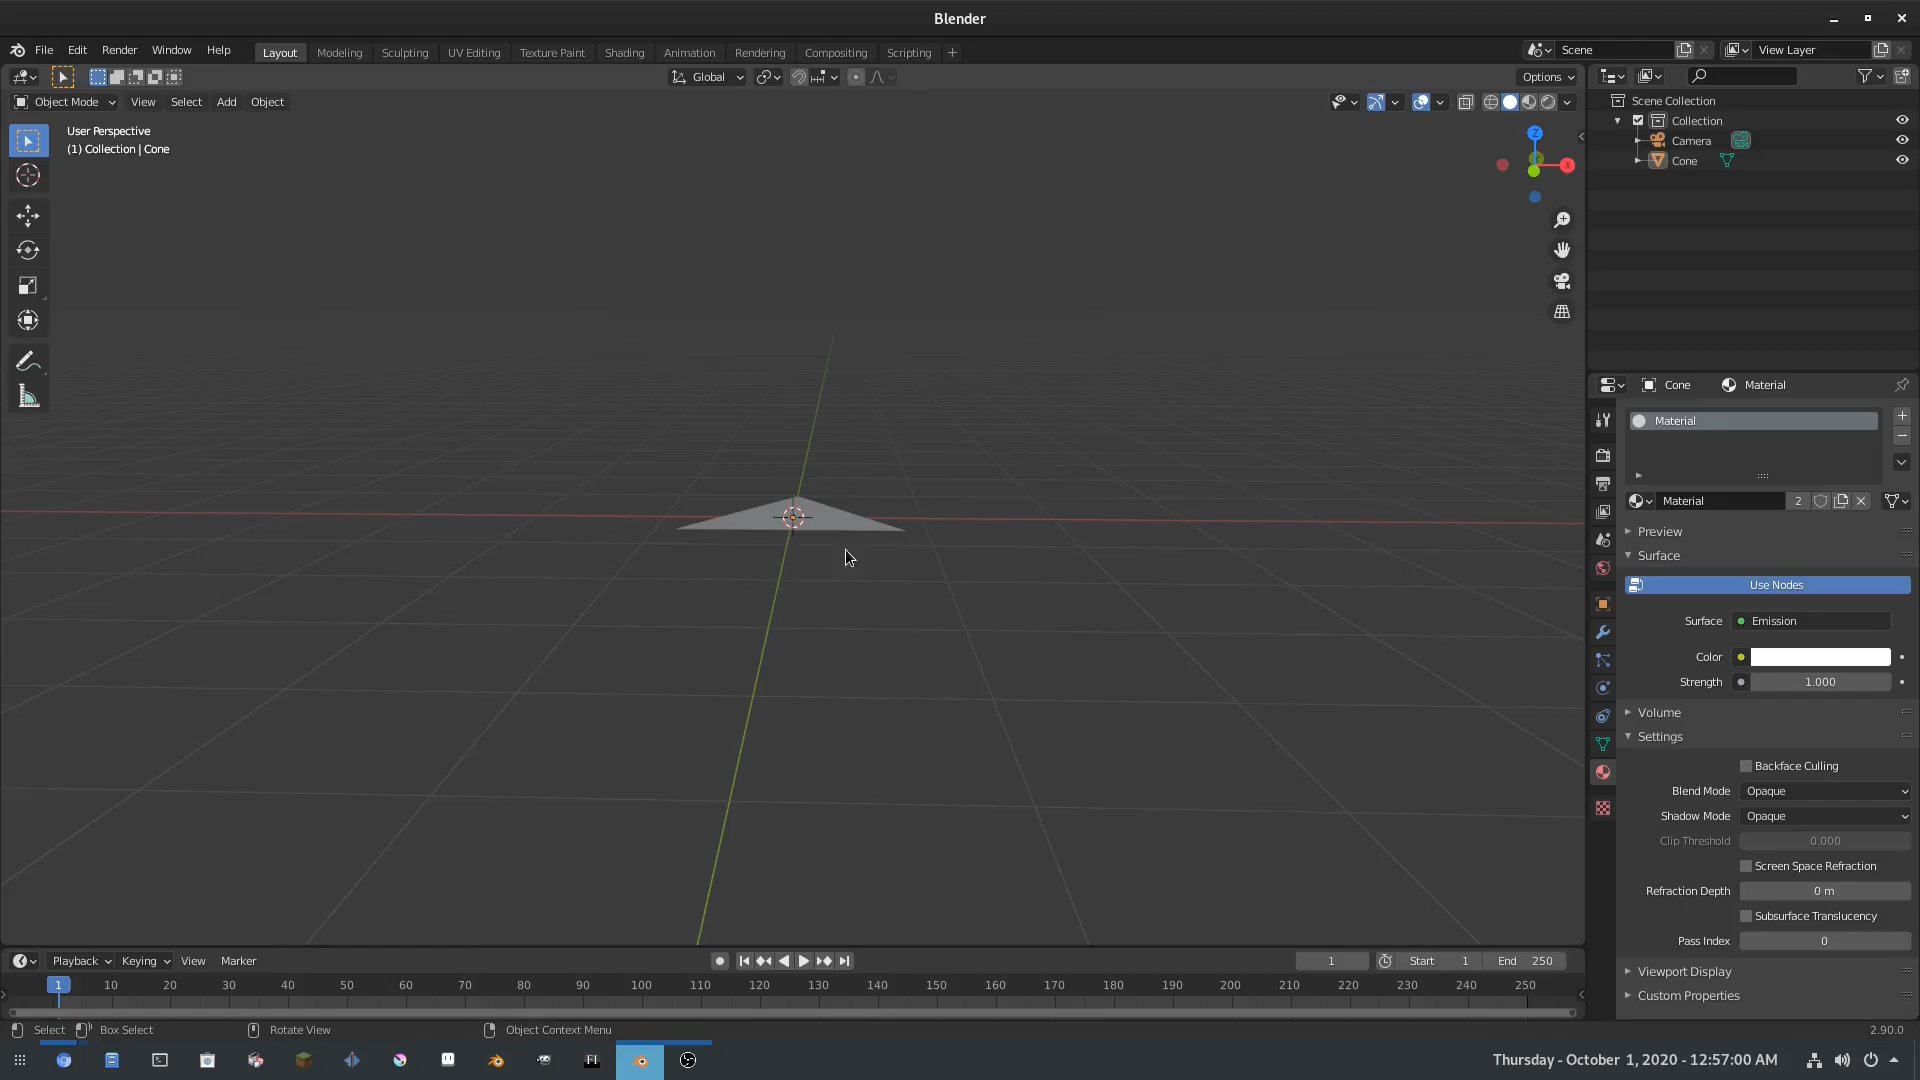 Blender
File Edit Render Window Help Layout Modeling Sculpting UV Editing Texture Paint Shading Animation Rendering Compositing Scripting + Scene View Layer
Global Options
Object Mode View Select Add Object
User Perspective
(1) Collection | Cone
Z
X
Scene Collection
Collection
Camera
Cone
Cone Material
Material
Material 2
Preview
Surface
Use Nodes
Surface Emission
Color
Strength 1.000
Volume
Settings
Backface Culling
Blend Mode Opaque
Shadow Mode Opaque
Clip Threshold 0.000
Screen Space Refraction
Refraction Depth 0 m
Subsurface Translucency
Pass Index 0
Viewport Display
Custom Properties
Playback Keying View Marker 1 Start 1 End 250
1 10 20 30 40 50 60 70 80 90 100 110 120 130 140 150 160 170 180 190 200 210 220 230 240 250
Select Box Select Rotate View Object Context Menu 2.90.0
Thursday - October 1, 2020 - 12:57:00 AM